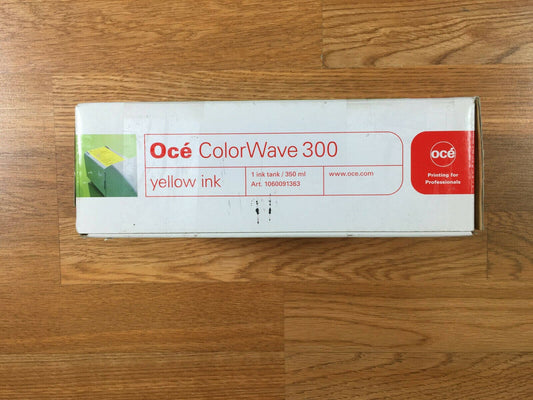 Océ ColorWave 300
yellow ink
1 ink tank / 350 ml
Art. 1060091363
www.oce.com
océ
Printing for
Professionals